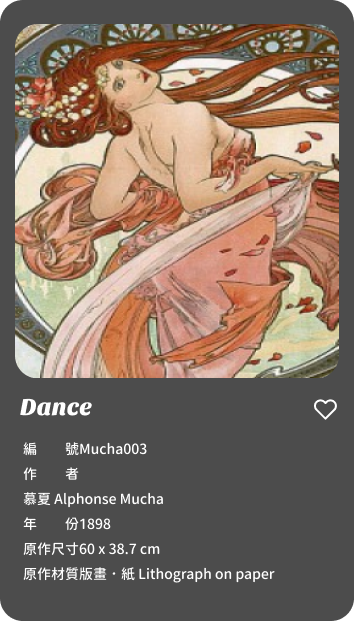 Dance
編　　號Mucha003
作　　者
慕夏 Alphonse Mucha
年　　份1898
原作尺寸60 x 38.7 cm
原作材質版畫・紙 Lithograph on paper